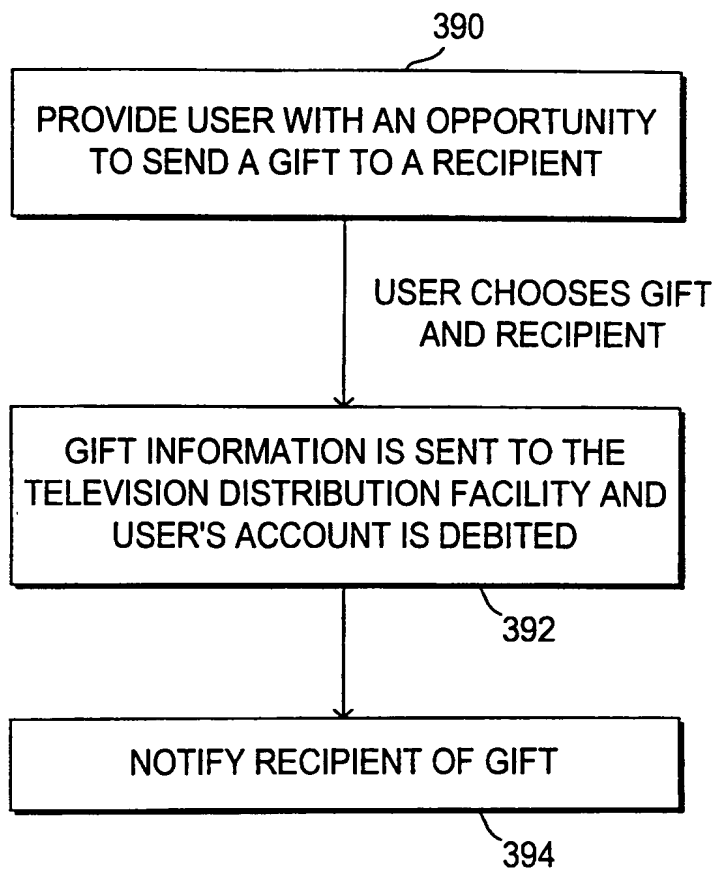 390
PROVIDE USER WITH AN OPPORTUNITY
TO SEND A GIFT TO A RECIPIENT
USER CHOOSES GIFT
AND RECIPIENT
GIFT INFORMATION IS SENT TO THE
TELEVISION DISTRIBUTION FACILITY AND
USER'S ACCOUNT IS DEBITED
392
NOTIFY RECIPIENT OF GIFT
394